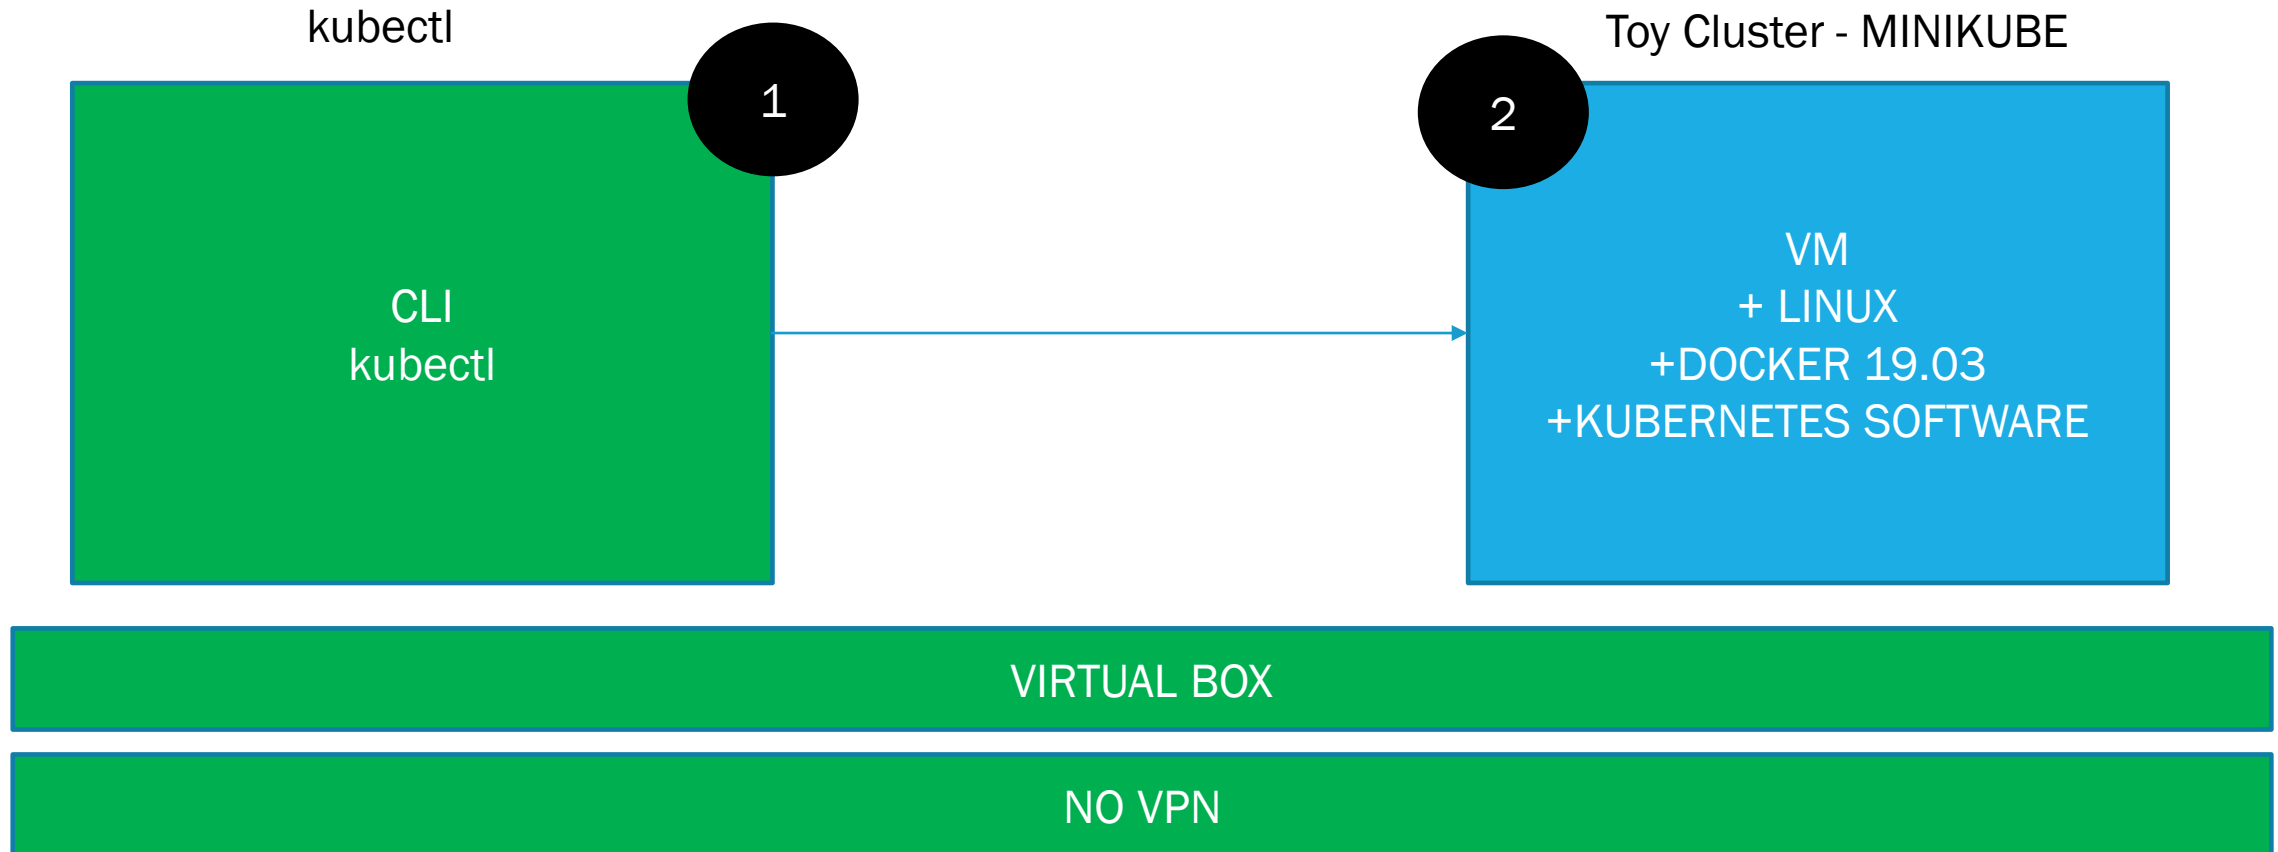 kubectl
1
CLI
kubectl
Toy Cluster - MINIKUBE
2
VM
+ LINUX
+DOCKER 19.03
+KUBERNETES SOFTWARE
VIRTUAL BOX
NO VPN